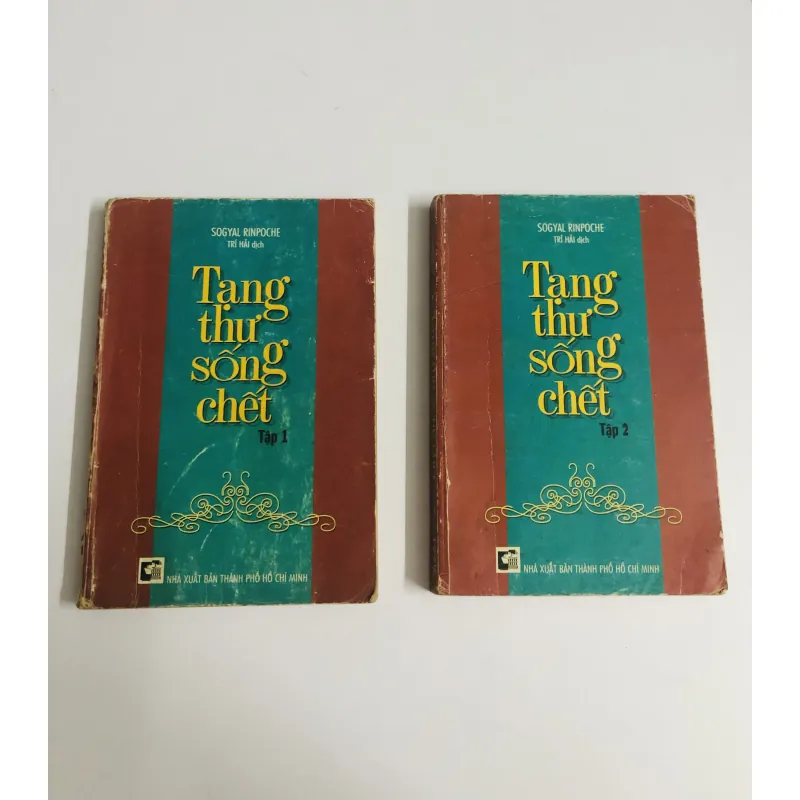 SOGYAL RINPOCHE
TRÍ HẢI dịch
Tạng
thư
sống
chết
Tập 1
NHÀ XUẤT BẢN THÀNH PHỐ HỒ CHÍ MINH
SOGYAL RINPOCHE
TRÍ HẢI dịch
Tạng
thư
sống
chết
Tập 2
NHÀ XUẤT BẢN THÀNH PHỐ HỒ CHÍ MINH